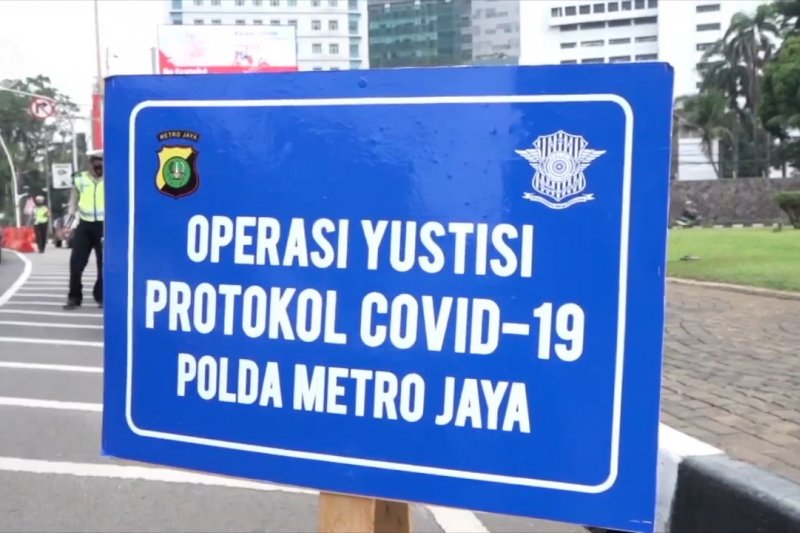 METRO JAYA
OPERASI YUSTISI
PROTOKOL COVID-19
POLDA METRO JAYA